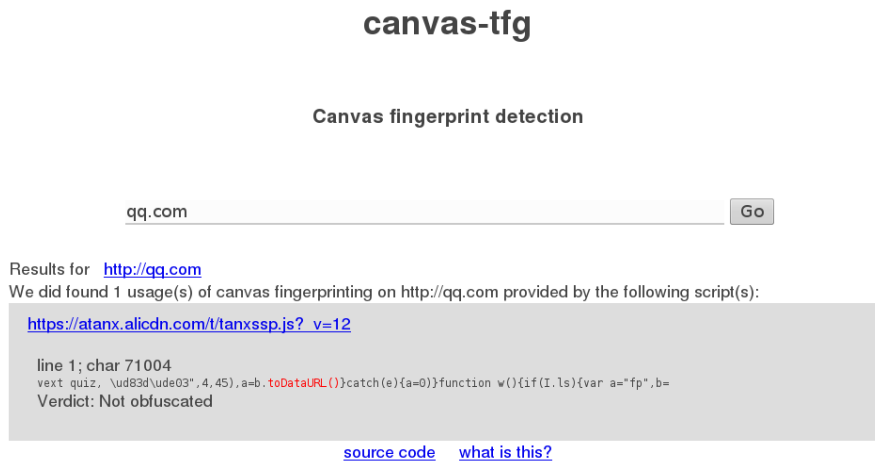 canvas-tfg
Canvas fingerprint detection
qq.com Go
Results for http://qq.com
We did found 1 usage(s) of canvas fingerprinting on http://qq.com provided by the following script(s):
https://atanx.alicdn.com/t/tanxssp.js?_v=12
line 1; char 71004
vext quiz, \ud83d\ude03",4,45),a=b.toDataURL()}catch(e){a=0)}function w(){if(I.ls){var a="fp",b=
Verdict: Not obfuscated
source code what is this?